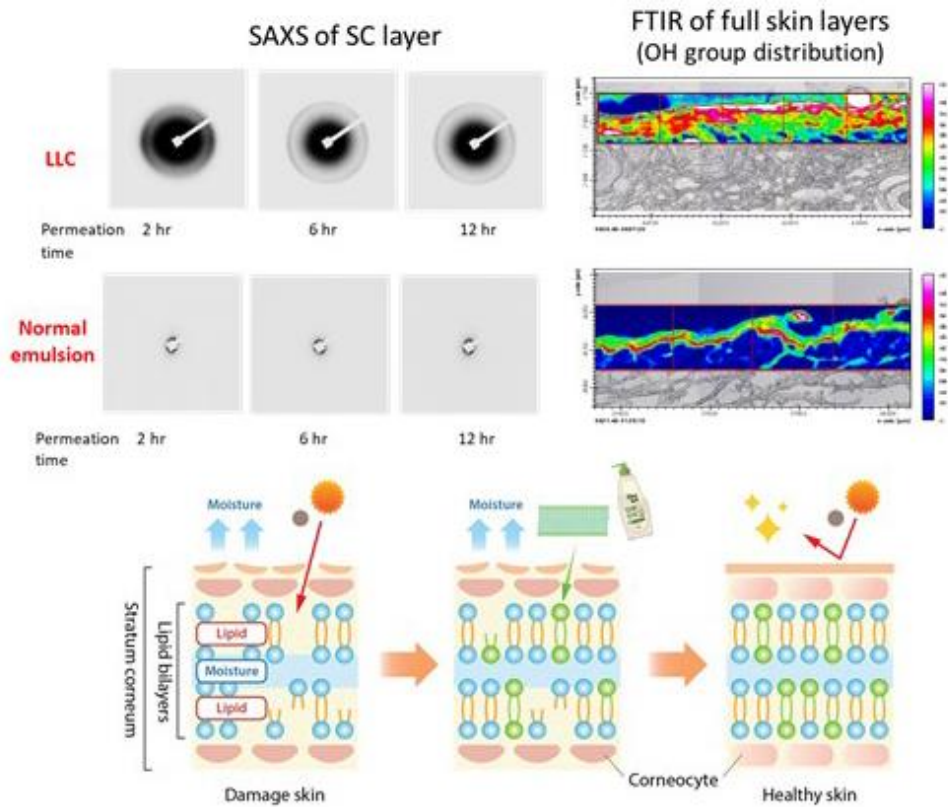 SAXS of SC layer
FTIR of full skin layers
(OH group distribution)
LLC
Permeation
time
2 hr
6 hr
12 hr
Normal
emulsion
Permeation
time
2 hr
6 hr
12 hr
Moisture
Moisture
Stratum corneum
Lipid bilayers
Lipid
Moisture
Lipid
Corneocyte
Damage skin
Healthy skin